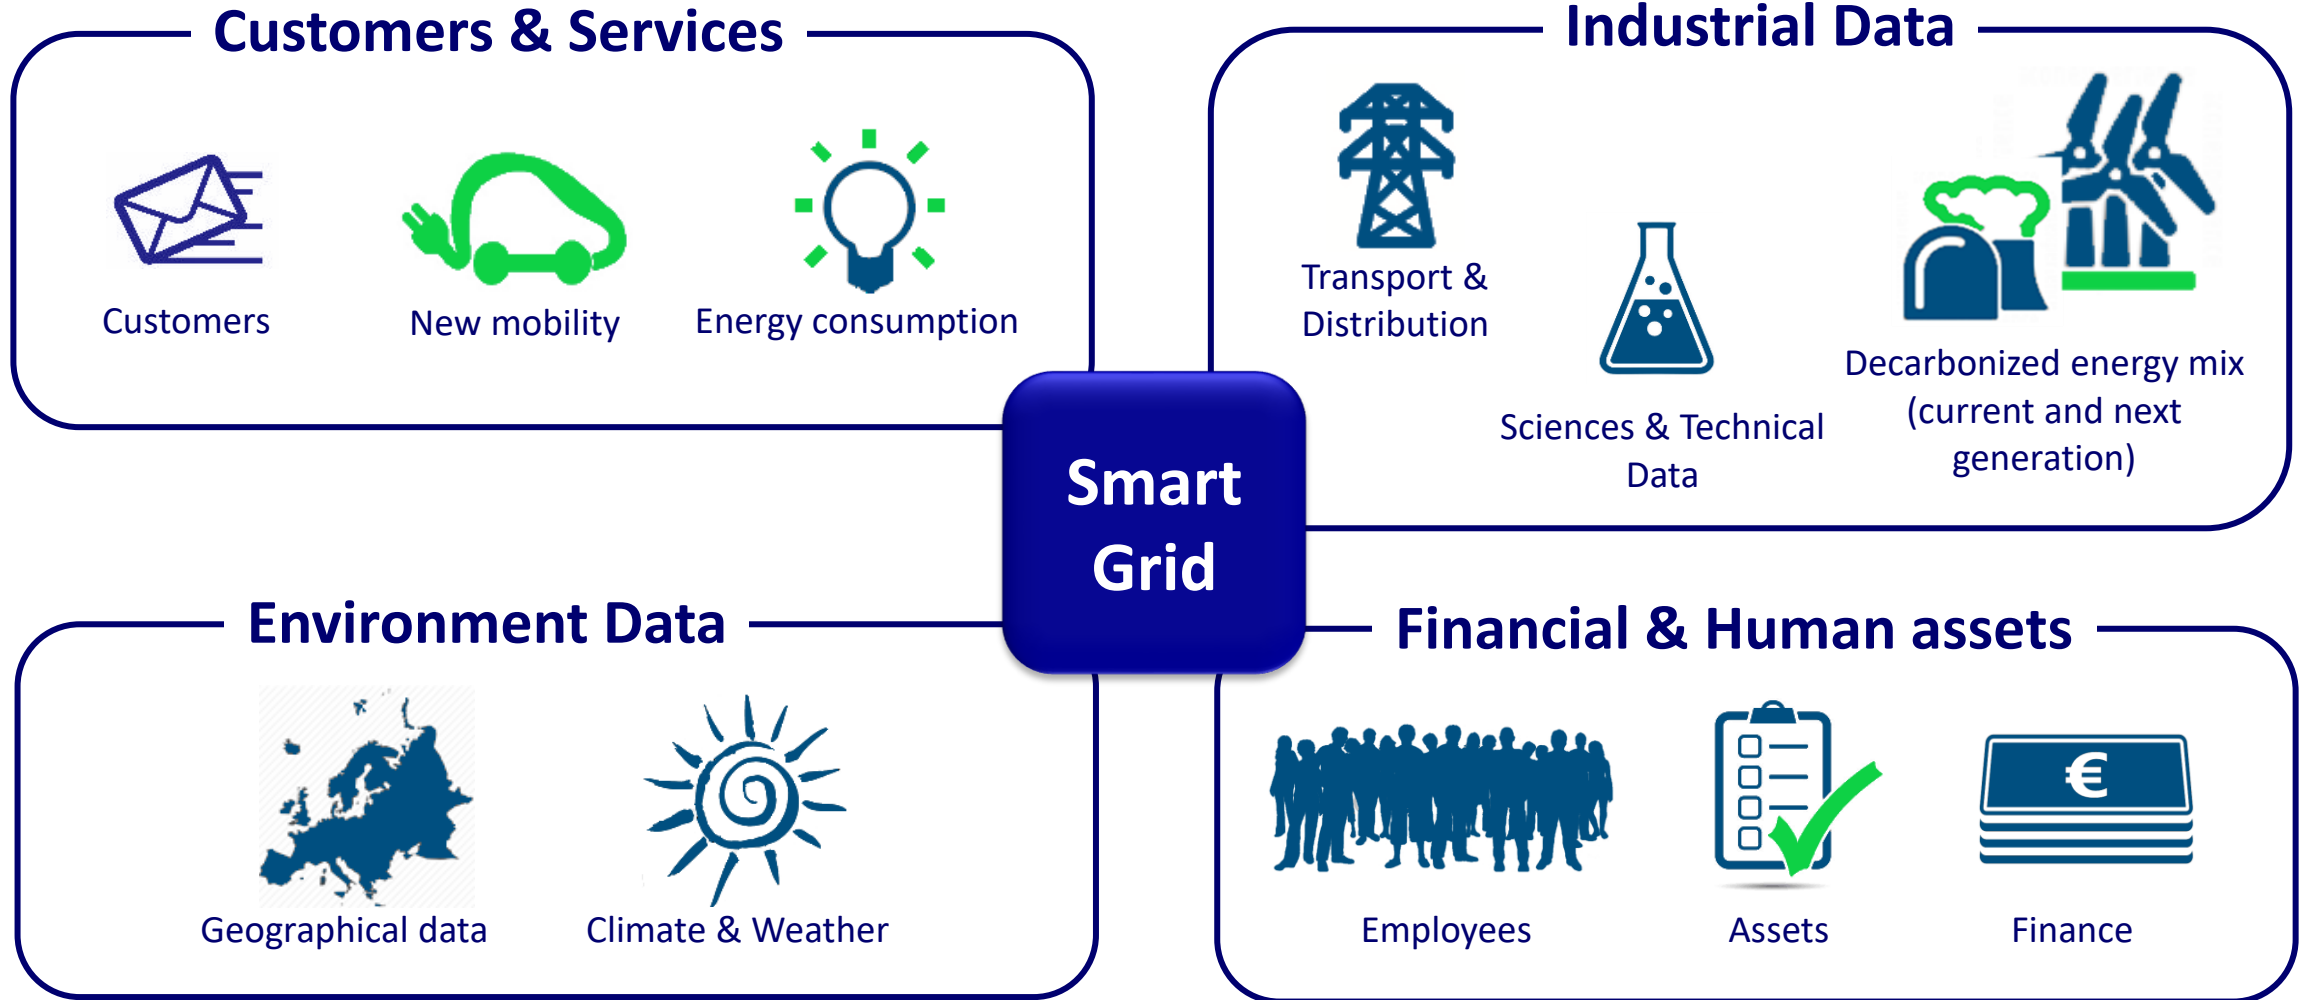 Customers & Services
Customers
New mobility
Energy consumption
Industrial Data
Transport &
Distribution
Sciences & Technical
Data
Decarbonized energy mix
(current and next
generation)
Smart
Grid
Environment Data
Geographical data
Climate & Weather
Financial & Human assets
€
Employees
Assets
Finance